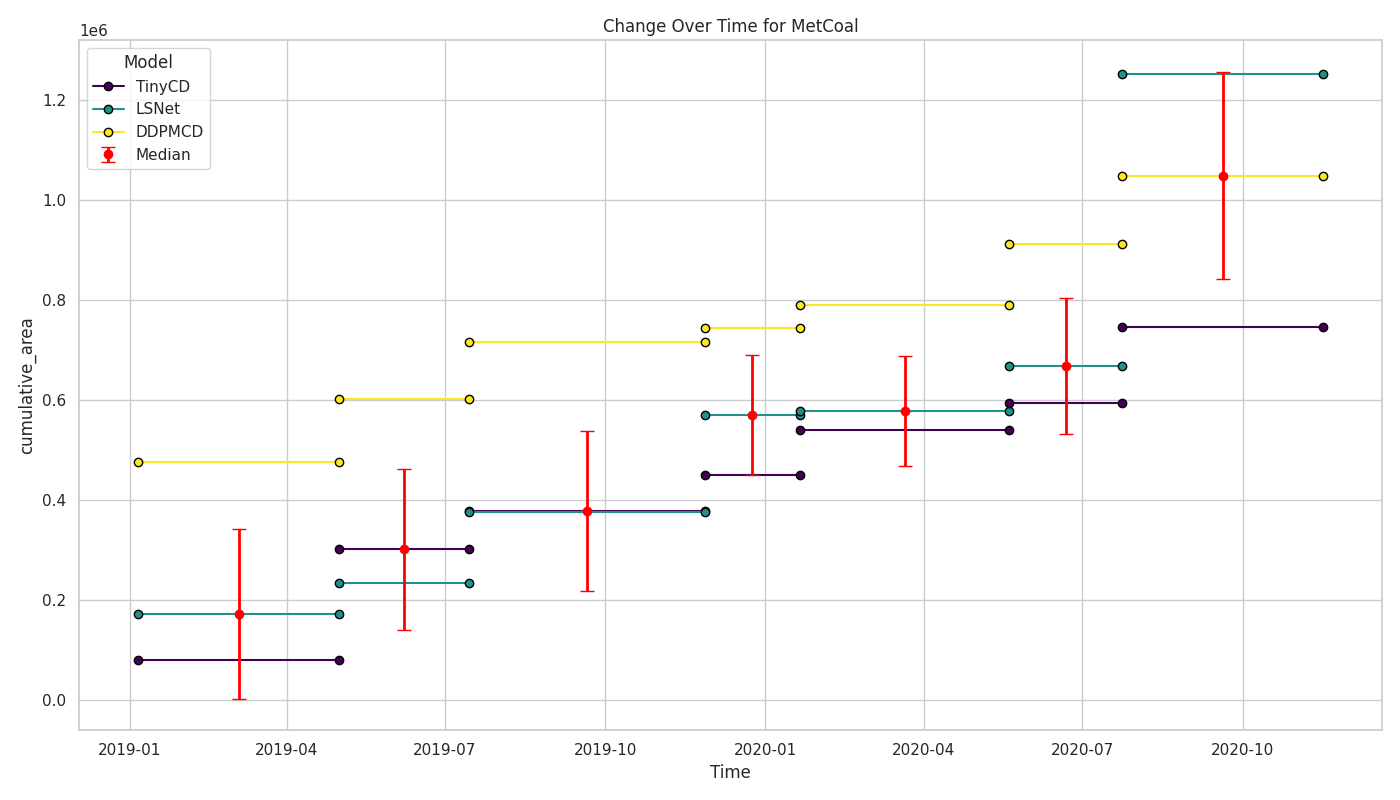 Change Over Time for MetCoal
1e6
Model
TinyCD
LSNet
DDPMCD
Median
1.2
1.0
0.8
0.6
0.4
0.2
0.0
cumulative_area
2019-01 2019-04 2019-07 2019-10 2020-01 2020-04 2020-07 2020-10
Time